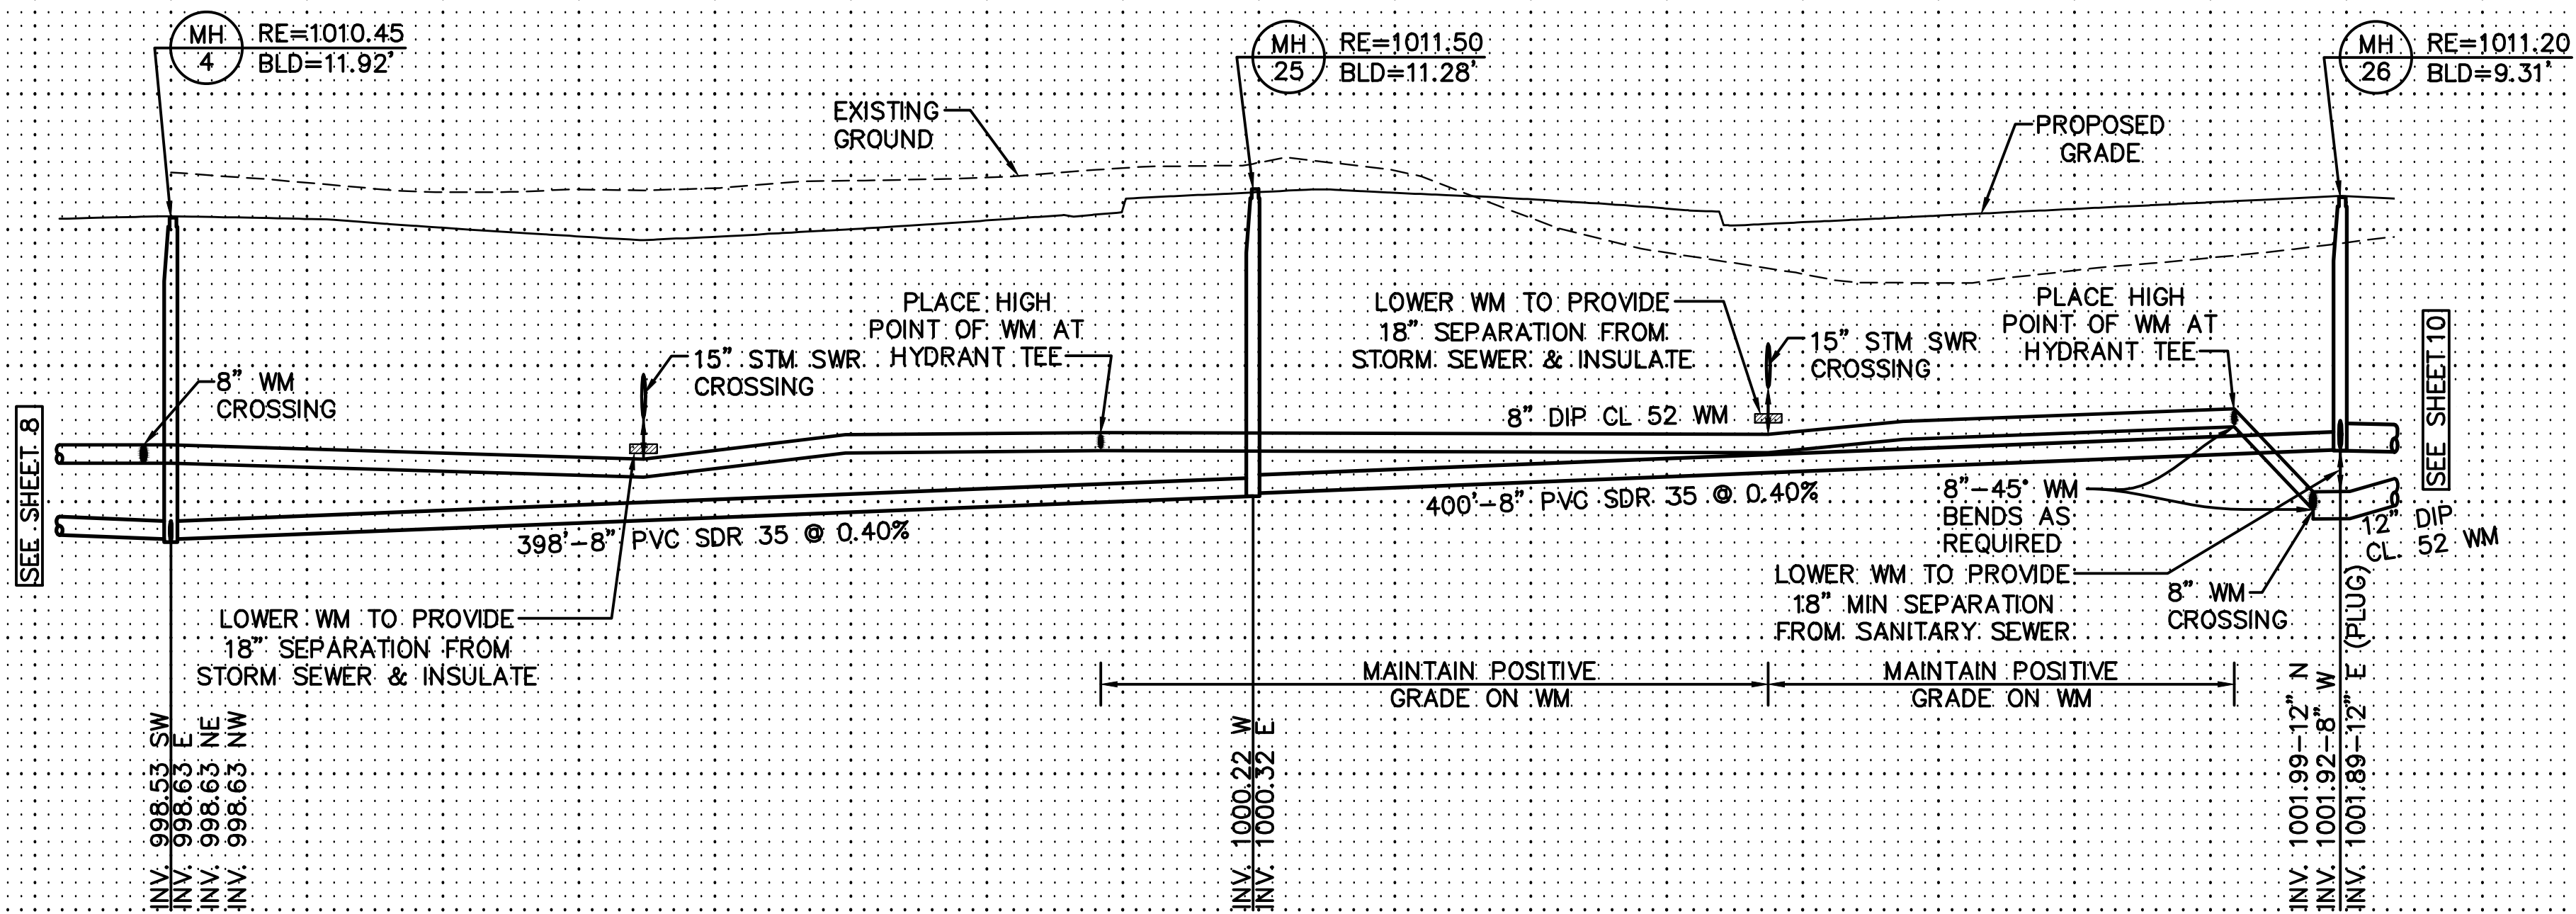 MH
4
RE=1010.45
BLD=11.92'
MH
25
RE=1011.50
BLD=11.28'
MH
26
RE=1011.20
BLD=9.31'
EXISTING
GROUND
PROPOSED
GRADE
PLACE HIGH
POINT OF WM AT
HYDRANT TEE
LOWER WM TO PROVIDE
18" SEPARATION FROM
STORM SEWER & INSULATE
PLACE HIGH
POINT OF WM AT
HYDRANT TEE
15" STM SWR
CROSSING
15" STM SWR
CROSSING
8" WM
CROSSING
8" DIP CL 52 WM
SEE SHEET 8
SEE SHEET 10
398'-8" PVC SDR 35 @ 0.40%
400'-8" PVC SDR 35 @ 0.40%
8"-45° WM
BENDS AS
REQUIRED
12" DIP
CL. 52 WM
LOWER WM TO PROVIDE
18" SEPARATION FROM
STORM SEWER & INSULATE
LOWER WM TO PROVIDE
18" MIN SEPARATION
FROM SANITARY SEWER
8" WM
CROSSING
MAINTAIN POSITIVE
GRADE ON WM
MAINTAIN POSITIVE
GRADE ON WM
INV. 998.53 SW
INV. 998.63 E
INV. 998.63 NE
INV. 998.63 NW
INV. 1000.22 W
INV. 1000.32 E
INV. 1001.99-12" N
INV. 1001.92-8" W
INV. 1001.89-12" E (PLUG)